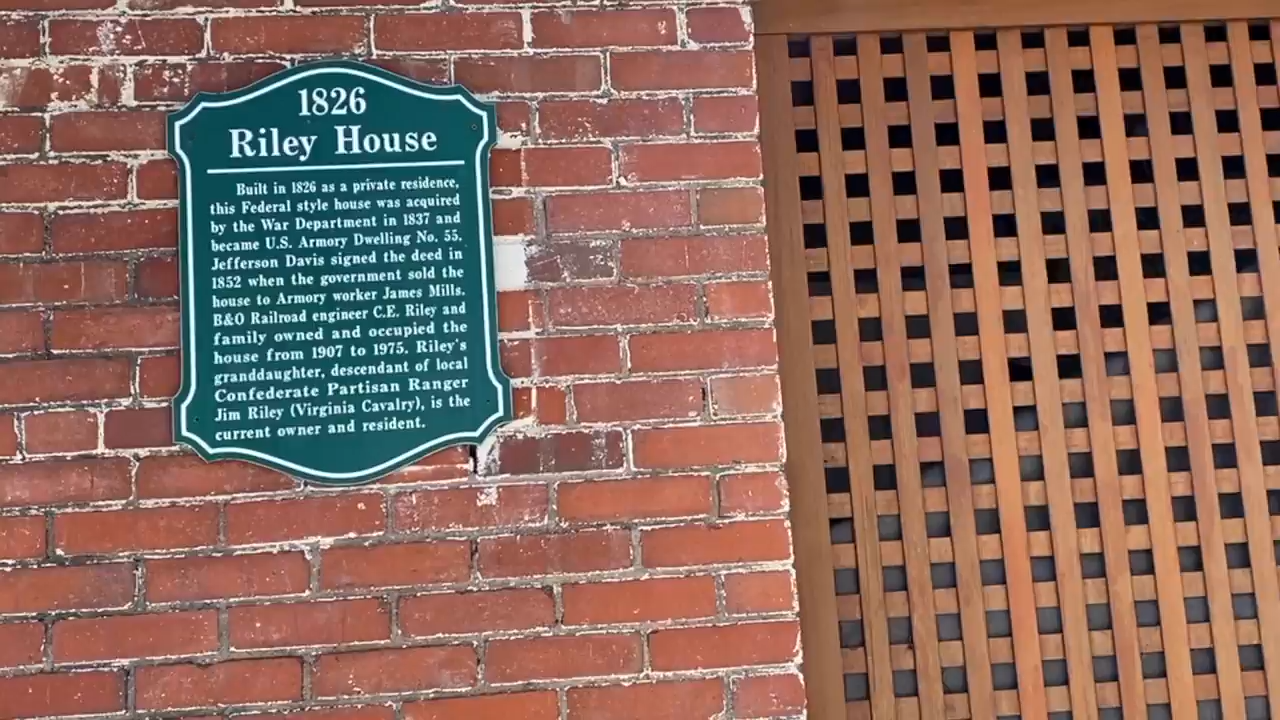 1826
Riley House
Built in 1826 as a private residence,
this Federal style house was acquired
by the War Department in 1837 and
became U.S. Armory Dwelling No. 55.
Jefferson Davis signed the deed in
1852 when the government sold the
house to Armory worker James Mills.
B&O Railroad engineer C.E. Riley and
family owned and occupied the
house from 1907 to 1975. Riley's
granddaughter, descendant of local
Confederate Partisan Ranger
Jim Riley (Virginia Cavalry), is the
current owner and resident.